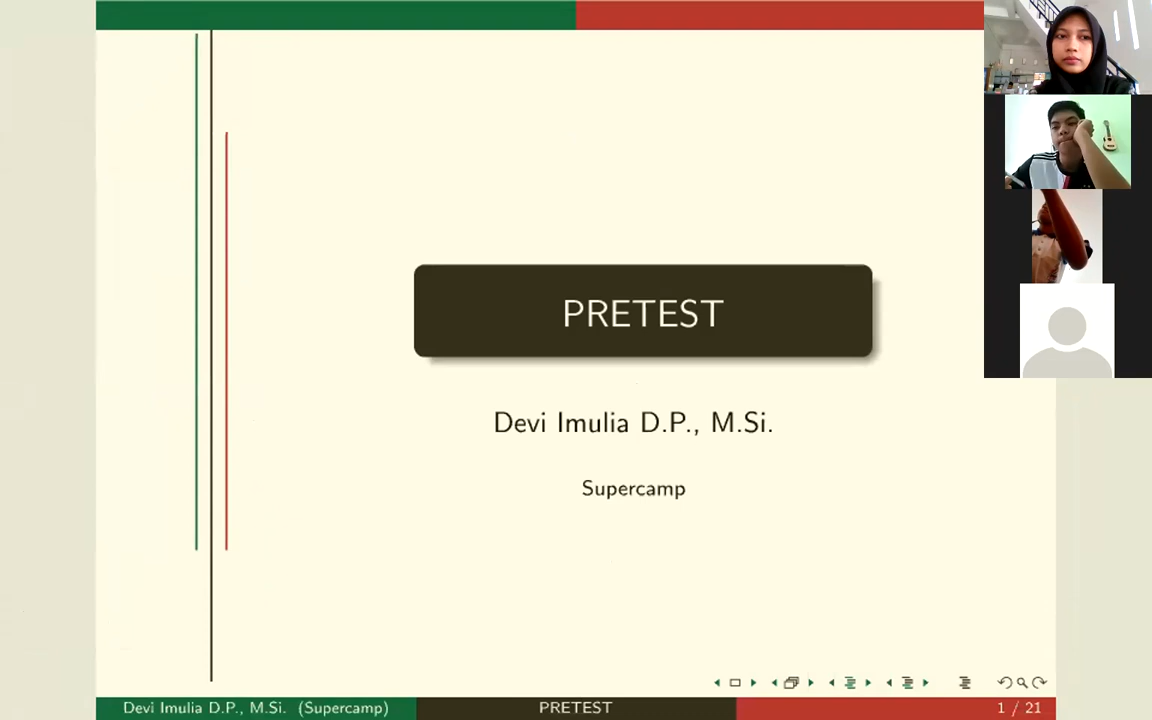 PRETEST
Devi Imulia D.P., M.Si.
Supercamp
Devi Imulia D.P., M.Si. (Supercamp)
PRETEST
1 / 21